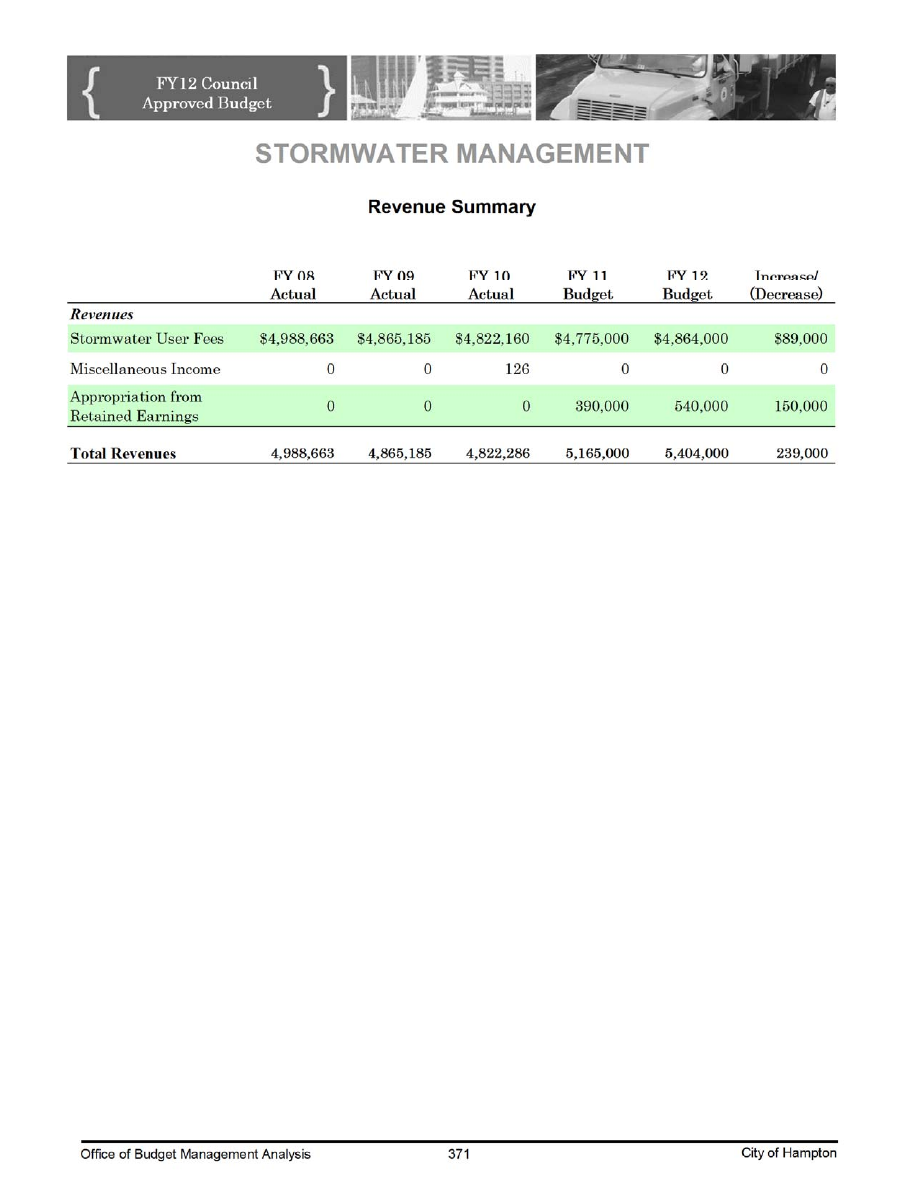 FY12 Council
Approved Budget
STORMWATER MANAGEMENT
Revenue Summary
FY 08 FY 09 FY 10 FY 11 FY 12 Increase/
Actual Actual Actual Budget Budget (Decrease)
Revenues
Stormwater User Fees $4,988,663 $4,865,185 $4,822,160 $4,775,000 $4,864,000 $89,000
Miscellaneous Income 0 0 126 0 0 0
Appropriation from
Retained Earnings 0 0 0 390,000 540,000 150,000
Total Revenues 4,988,663 4,865,185 4,822,286 5,165,000 5,404,000 239,000
Office of Budget Management Analysis 371 City of Hampton